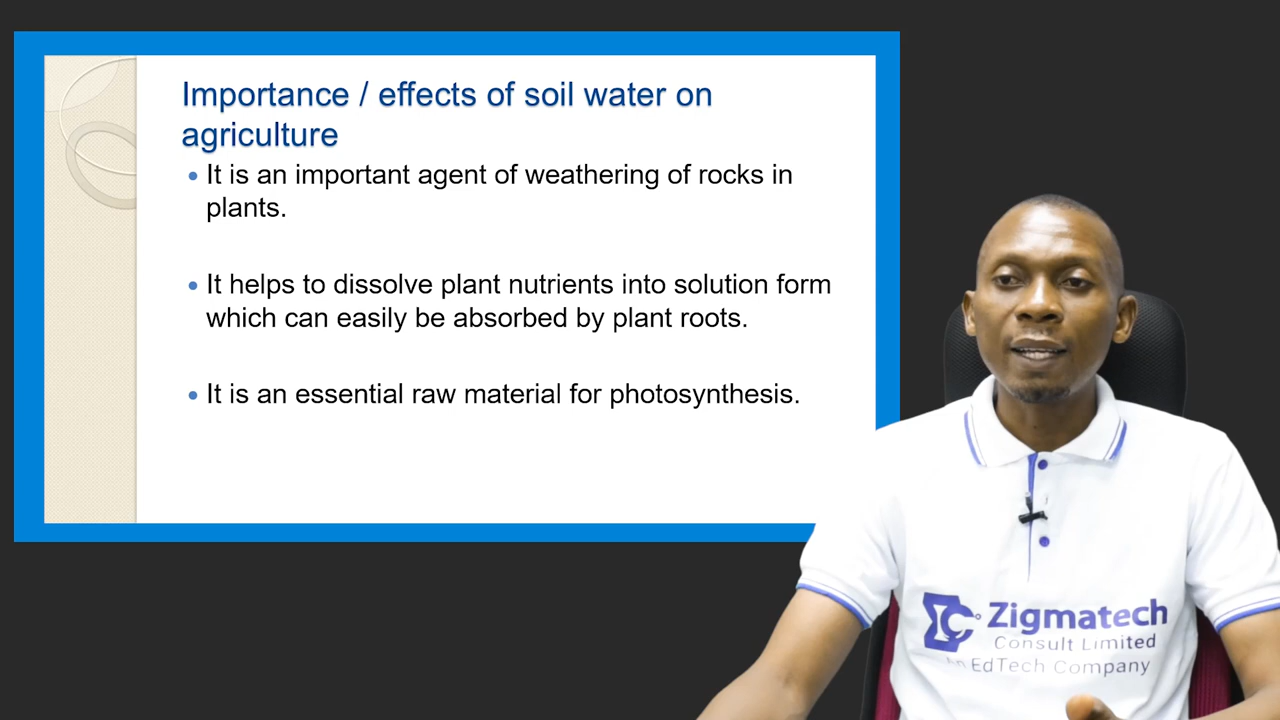 Importance / effects of soil water on
agriculture
It is an important agent of weathering of rocks in
plants.
It helps to dissolve plant nutrients into solution form
which can easily be absorbed by plant roots.
It is an essential raw material for photosynthesis.
Zigmatech
Consult Limited
EdTech Company